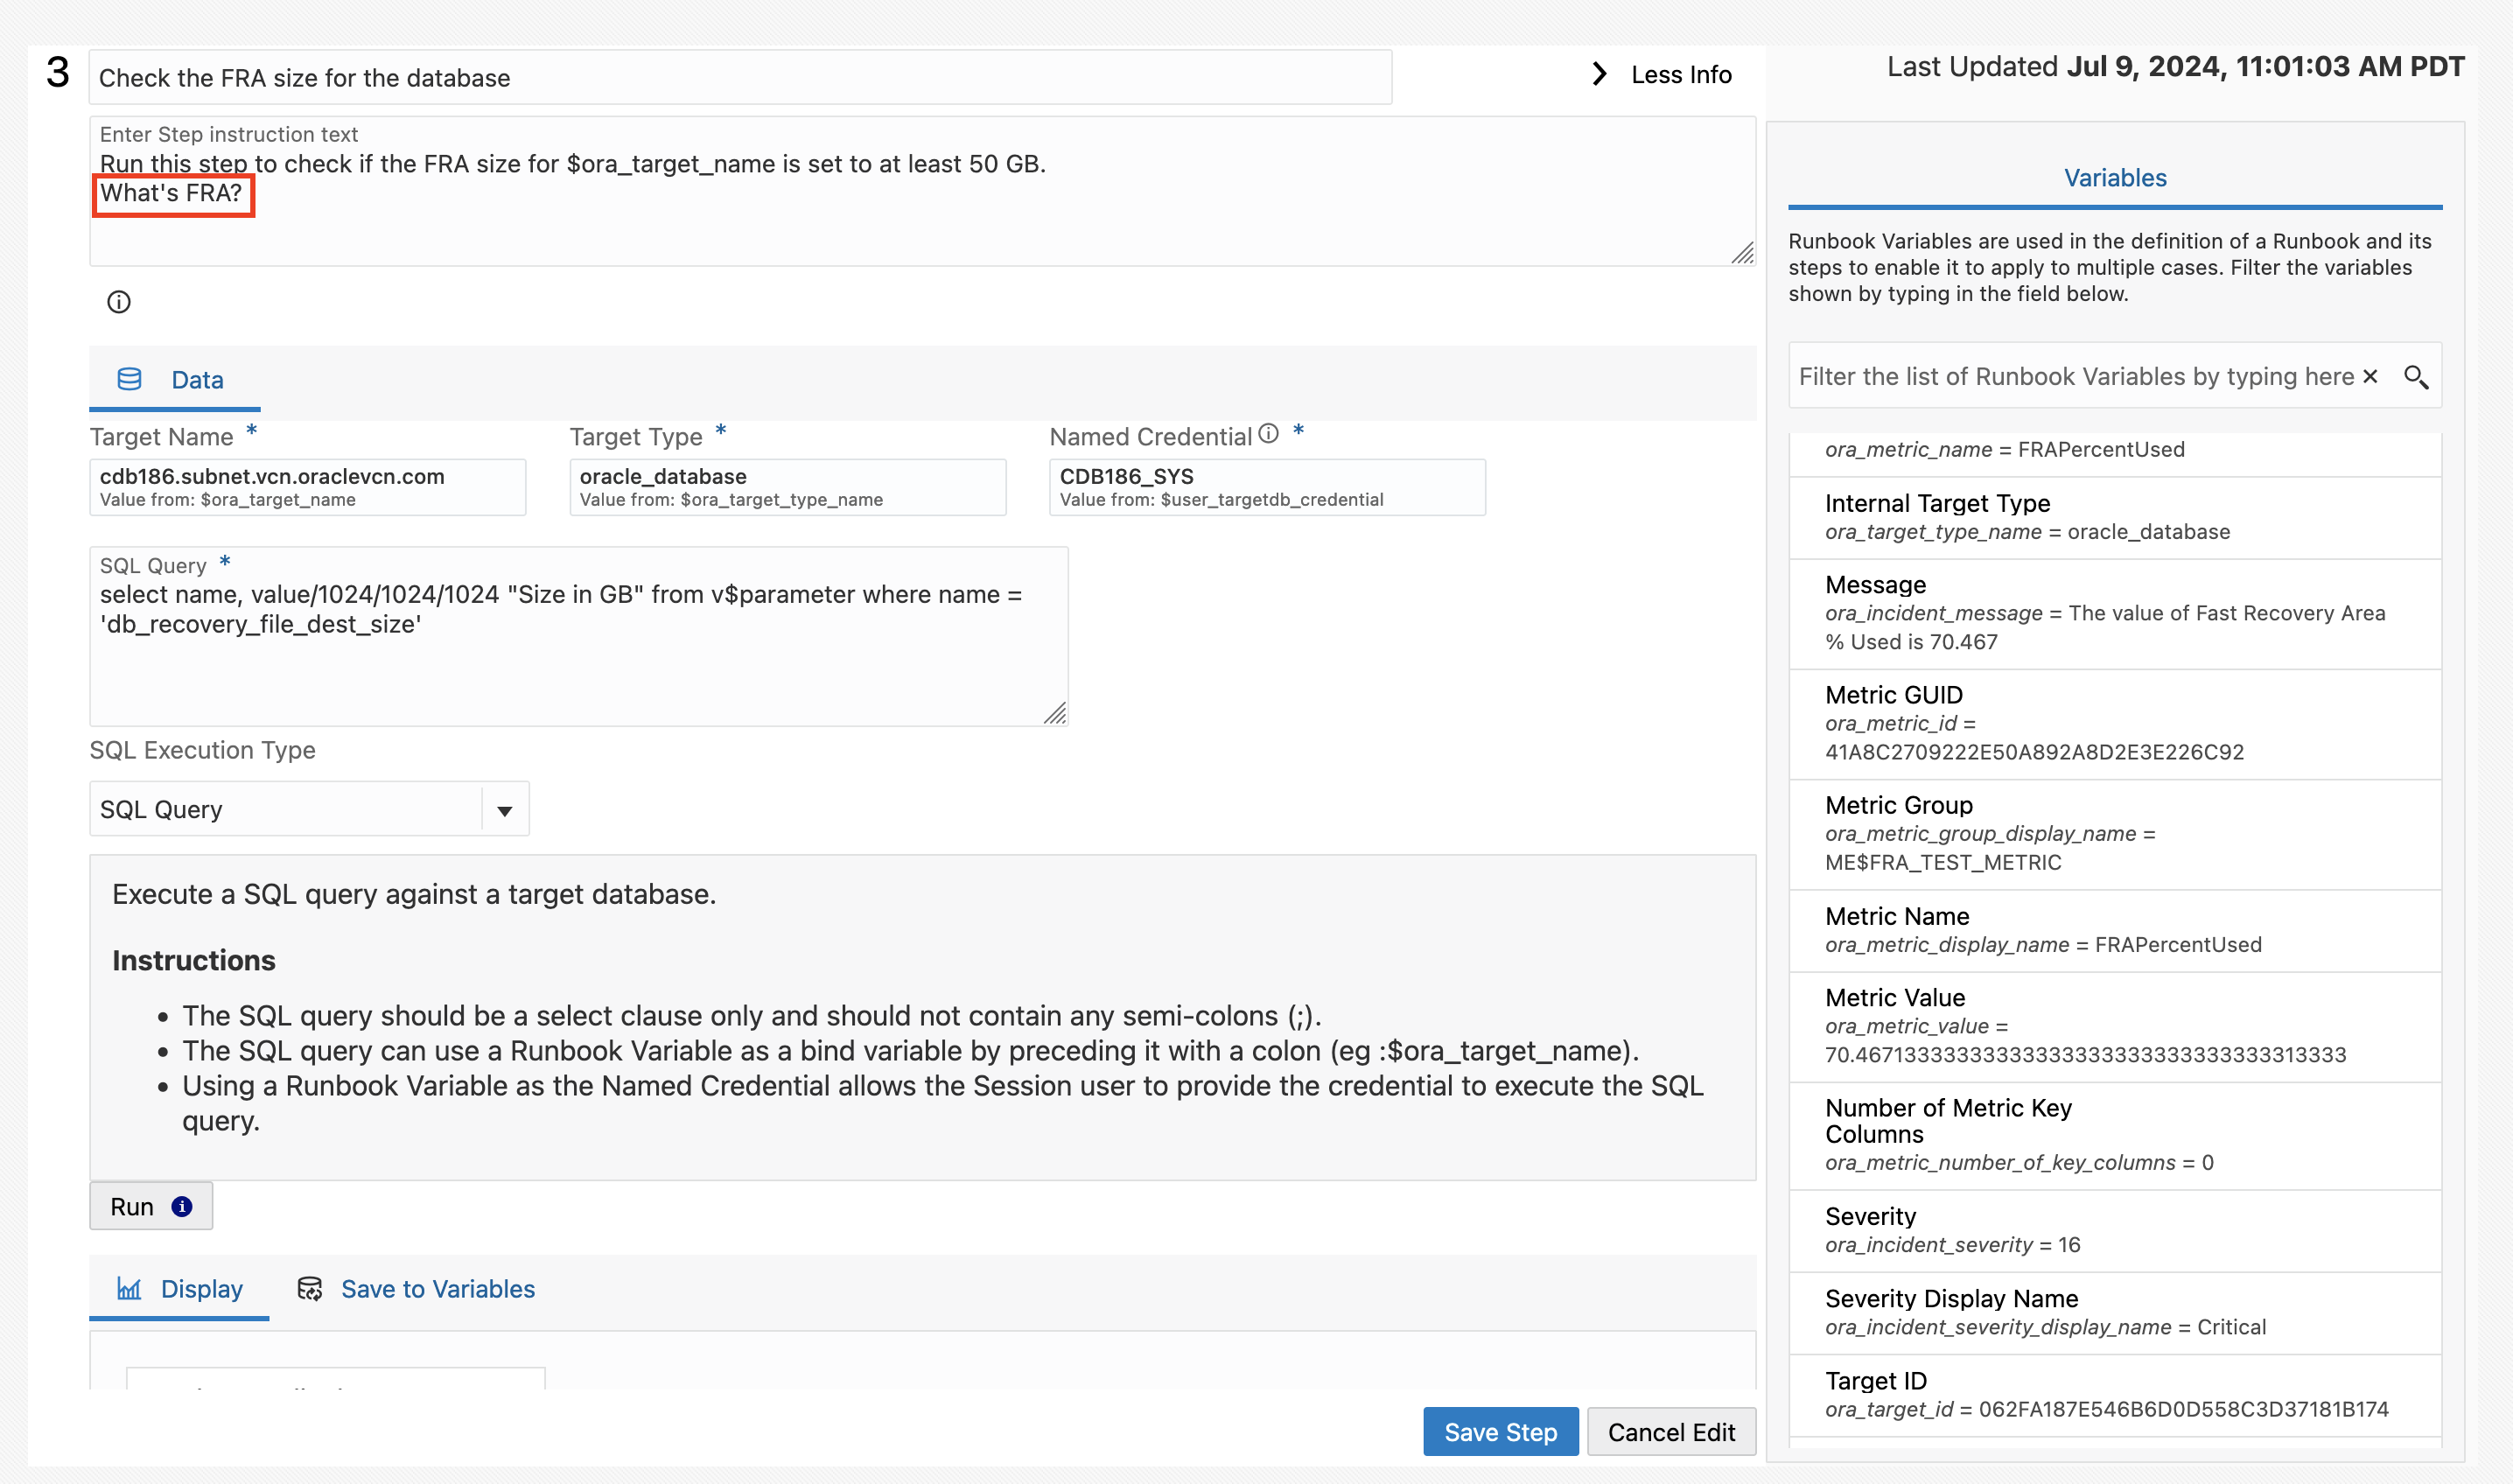 3
Check the FRA size for the database
Less Info
Last Updated Jul 9, 2024, 11:01:03 AM PDT
Enter Step instruction text
Run this step to check if the FRA size for $ora_target_name is set to at least 50 GB.
What's FRA?
Data
Target Name *
cdb186.subnet.vcn.oraclevcn.com
Value from: $ora_target_name
Target Type *
oracle_database
Value from: $ora_target_type_name
Named Credential *
CDB186_SYS
Value from: $user_targetdb_credential
SQL Query *
select name, value/1024/1024/1024 "Size in GB" from v$parameter where name =
'db_recovery_file_dest_size'
SQL Execution Type
SQL Query
Execute a SQL query against a target database.
Instructions
• The SQL query should be a select clause only and should not contain any semi-colons (;).
• The SQL query can use a Runbook Variable as a bind variable by preceding it with a colon (eg :$ora_target_name).
• Using a Runbook Variable as the Named Credential allows the Session user to provide the credential to execute the SQL
query.
Run
Display
Save to Variables
Save Step
Cancel Edit
Variables
Runbook Variables are used in the definition of a Runbook and its
steps to enable it to apply to multiple cases. Filter the variables
shown by typing in the field below.
Filter the list of Runbook Variables by typing here
ora_metric_name = FRAPercentUsed
Internal Target Type
ora_target_type_name = oracle_database
Message
ora_incident_message = The value of Fast Recovery Area
% Used is 70.467
Metric GUID
ora_metric_id =
41A8C2709222E50A892A8D2E3E226C92
Metric Group
ora_metric_group_display_name =
ME$FRA_TEST_METRIC
Metric Name
ora_metric_display_name = FRAPercentUsed
Metric Value
ora_metric_value =
70.4671333333333333333333333333333313333
Number of Metric Key
Columns
ora_metric_number_of_key_columns = 0
Severity
ora_incident_severity = 16
Severity Display Name
ora_incident_severity_display_name = Critical
Target ID
ora_target_id = 062FA187E546B6D0D558C3D37181B174